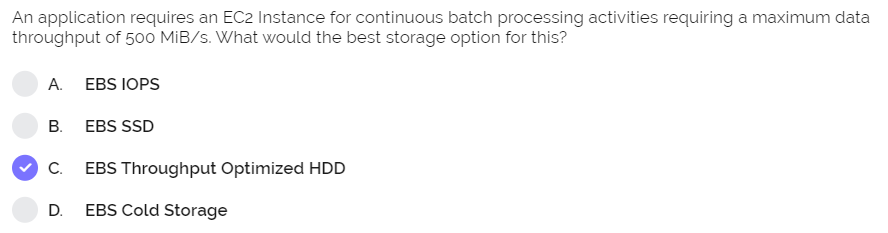 An application requires an EC2 Instance for continuous batch processing activities requiring a maximum data
throughput of 500 MiB/s. What would the best storage option for this?
A. EBS IOPS
B. EBS SSD
C. EBS Throughput Optimized HDD
D. EBS Cold Storage